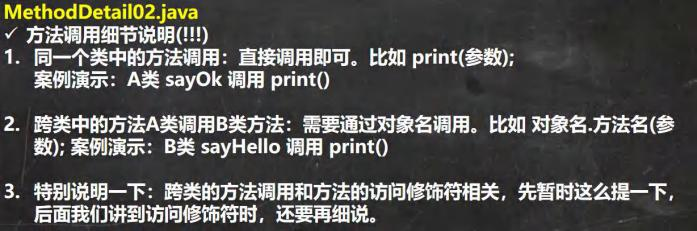 MethodDetail02.java
✓ 方法调用细节说明(!!!)
1. 同一个类中的方法调用：直接调用即可。比如 print(参数);
案例演示：A类 sayOk 调用 print()
2. 跨类中的方法A类调用B类方法：需要通过对象名调用。比如 对象名.方法名(参
数); 案例演示：B类 sayHello 调用 print()
3. 特别说明一下：跨类的方法调用和方法的访问修饰符相关，先暂时这么提一下，
后面我们讲到访问修饰符时，还要再细说。